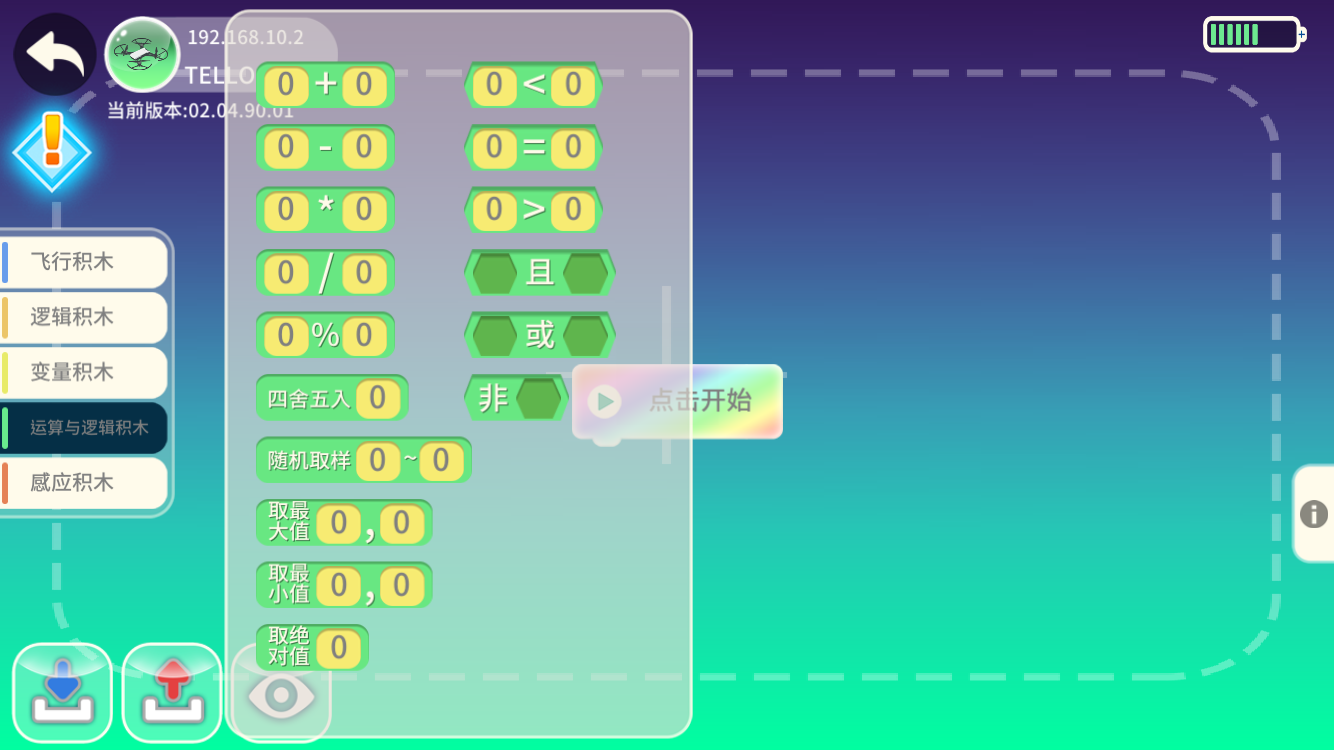 192.168.10.2
TELLO
当前版本:02.04.90.01
飞行积木
逻辑积木
变量积木
运算与逻辑积木
感应积木
0 + 0
0 - 0
0 * 0
0 / 0
0 % 0
四舍五入 0
随机取样 0 ~ 0
取最大值 0 , 0
取最小值 0 , 0
取绝对值 0
0 < 0
0 = 0
0 > 0
且
或
非
点击开始